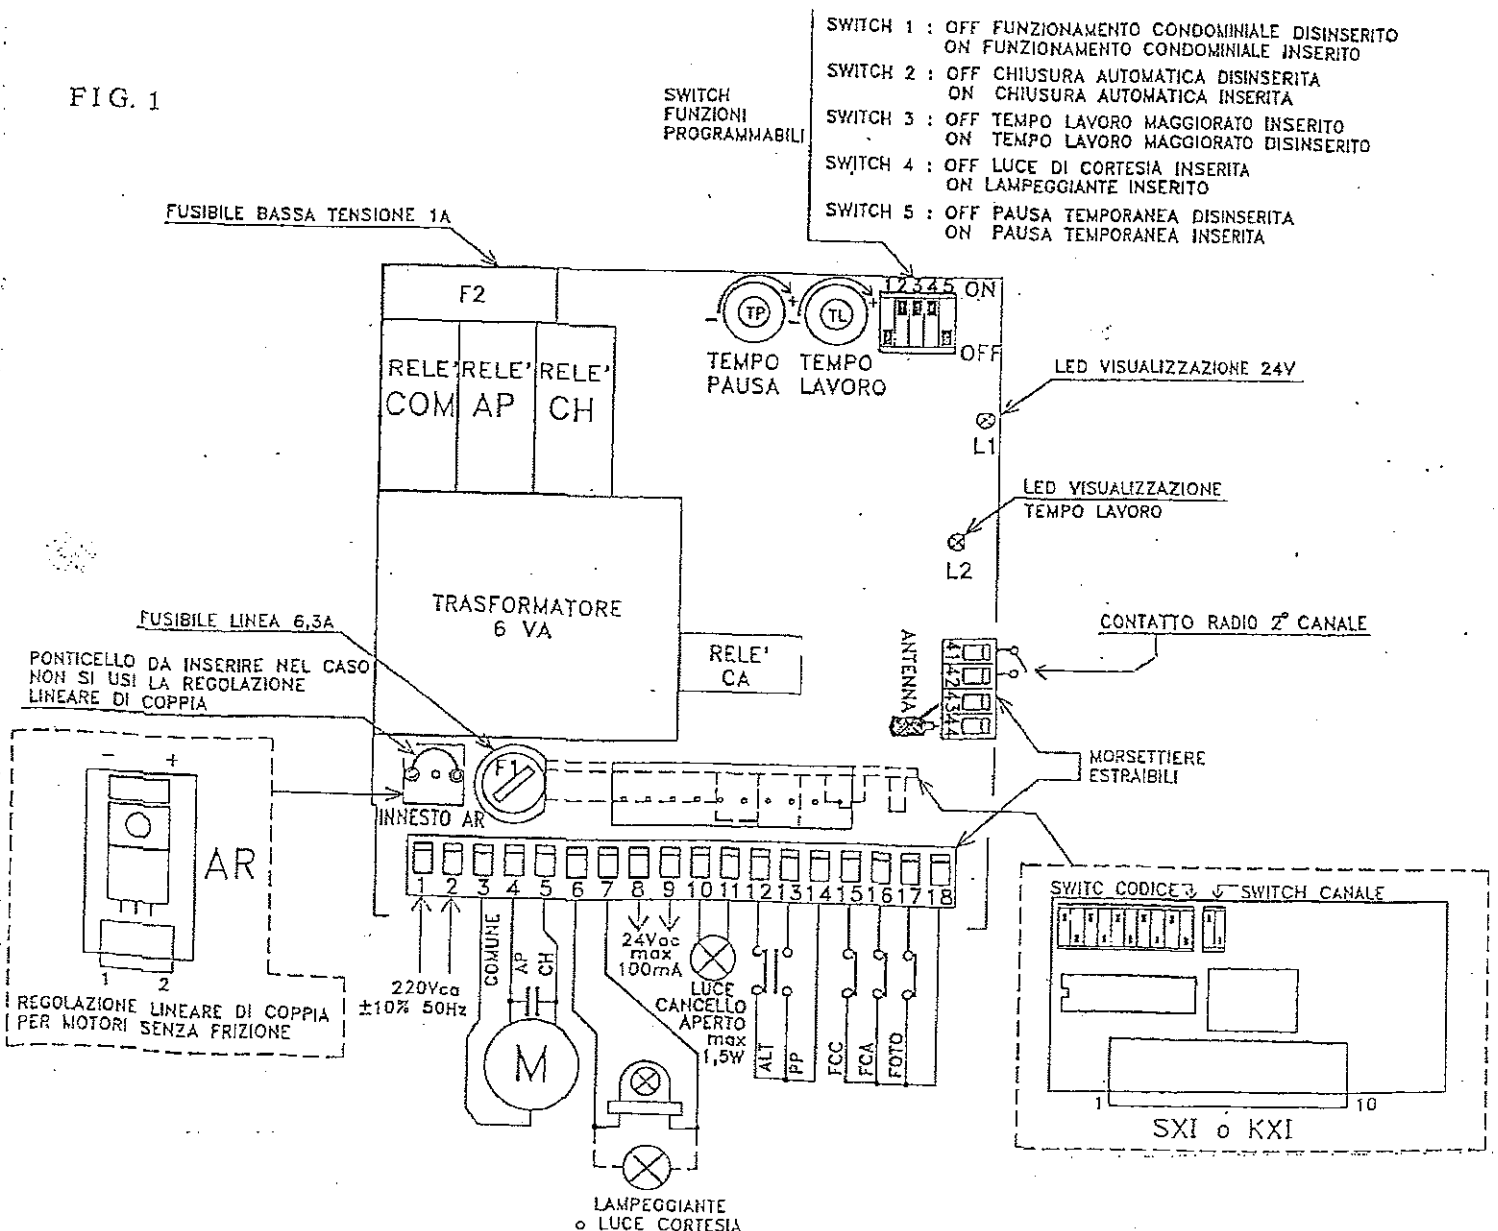 FIG. 1
SWITCH
FUNZIONI
PROGRAMMABILI
SWITCH 1 : OFF FUNZIONAMENTO CONDOMINIALE DISINSERITO
ON FUNZIONAMENTO CONDOMINIALE INSERITO
SWITCH 2 : OFF CHIUSURA AUTOMATICA DISINSERITA
ON CHIUSURA AUTOMATICA INSERITA
SWITCH 3 : OFF TEMPO LAVORO MAGGIORATO INSERITO
ON TEMPO LAVORO MAGGIORATO DISINSERITO
SWITCH 4 : OFF LUCE DI CORTESIA INSERITA
ON LAMPEGGIANTE INSERITO
SWITCH 5 : OFF PAUSA TEMPORANEA DISINSERITA
ON PAUSA TEMPORANEA INSERITA
FUSIBILE BASSA TENSIONE 1A
F2
1 2 3 4 5 ON
OFF
- TP +
- TL +
TEMPO PAUSA
TEMPO LAVORO
RELE' COM
RELE' AP
RELE' CH
LED VISUALIZZAZIONE 24V
L1
LED VISUALIZZAZIONE
TEMPO LAVORO
L2
TRASFORMATORE
6 VA
FUSIBILE LINEA 6,3A
RELE'
CA
ANTENNA
41
42
43
44
CONTATTO RADIO 2° CANALE
PONTICELLO DA INSERIRE NEL CASO
NON SI USI LA REGOLAZIONE
LINEARE DI COPPIA
MORSETTIERE
ESTRAIBILI
F1
INNESTO AR
- +
AR
1 2
REGOLAZIONE LINEARE DI COPPIA
PER MOTORI SENZA FRIZIONE
1 2 3 4 5 6 7 8 9 10 11 12 13 14 15 16 17 18
220Vca
±10% 50Hz
COMUNE
AP
CH
M
24Vac
max
100mA
LUCE
CANCELLO
APERTO
max
1,5W
ALT
PP
FCC
FCA
FOTO
LAMPEGGIANTE
o LUCE CORTESIA
SWITC CODICE
SWITCH CANALE
1 10
SXI o KXI